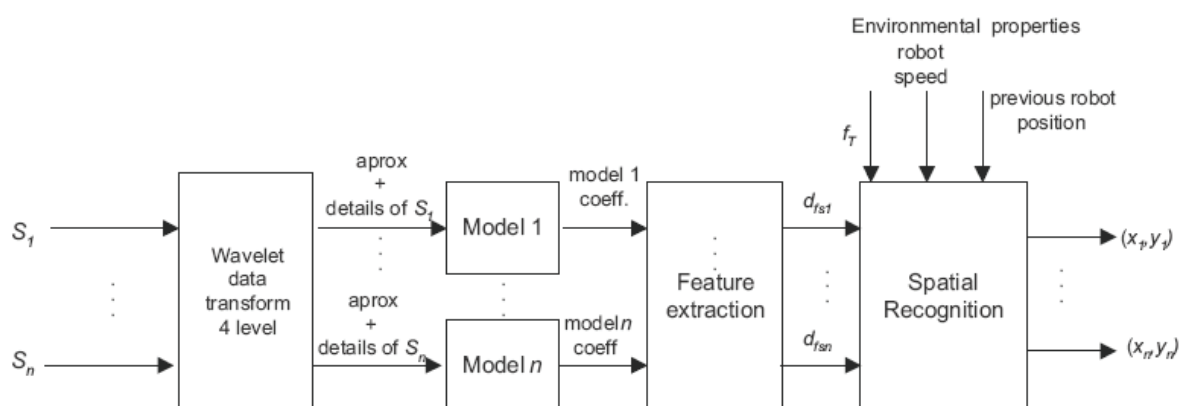 Environmental properties
robot
speed
previous robot
position
f_T
aprox
+
details of S_1
model 1
coeff.
d_fs1
S_1
Wavelet
data
transform
4 level
Model 1
Feature
extraction
Spatial
Recognition
(x_1,y_1)
aprox
+
details of S_n
model n
coeff
d_fsn
S_n
Model n
(x_n,y_n)